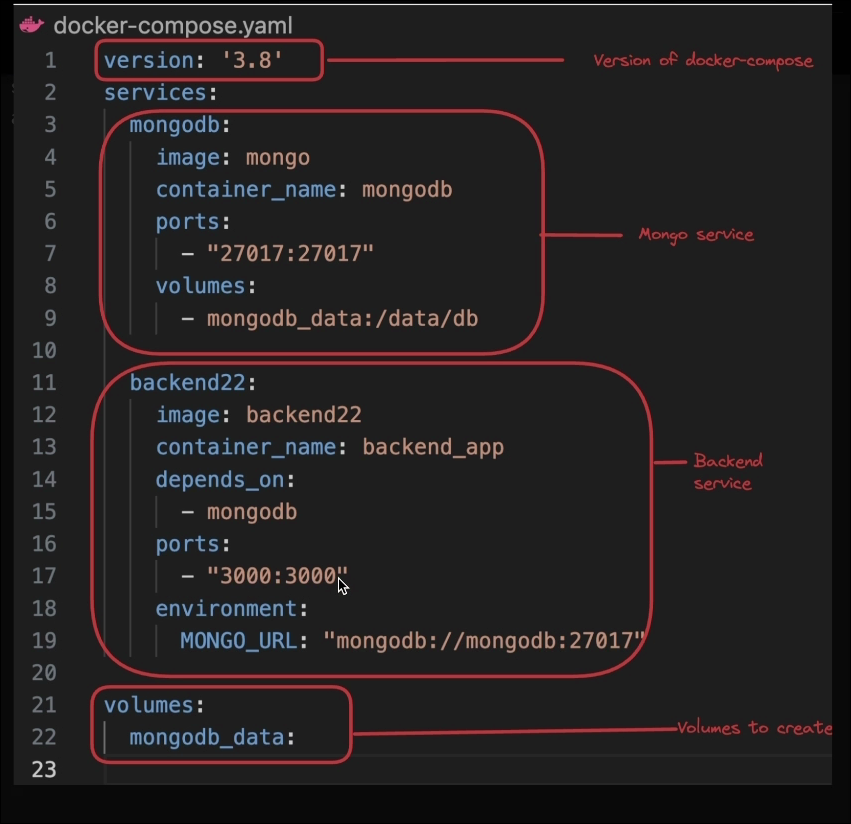 docker-compose.yaml
1 version: '3.8'
Version of docker-compose
2 services:
3 mongodb:
4 image: mongo
5 container_name: mongodb
6 ports:
7 - "27017:27017"
Mongo service
8 volumes:
9 - mongodb_data:/data/db
10
11 backend22:
12 image: backend22
13 container_name: backend_app
14 depends_on:
Backend
service
15 - mongodb
16 ports:
17 - "3000:3000"
18 environment:
19 MONGO_URL: "mongodb://mongodb:27017"
20
21 volumes:
22 mongodb_data:
Volumes to create
23